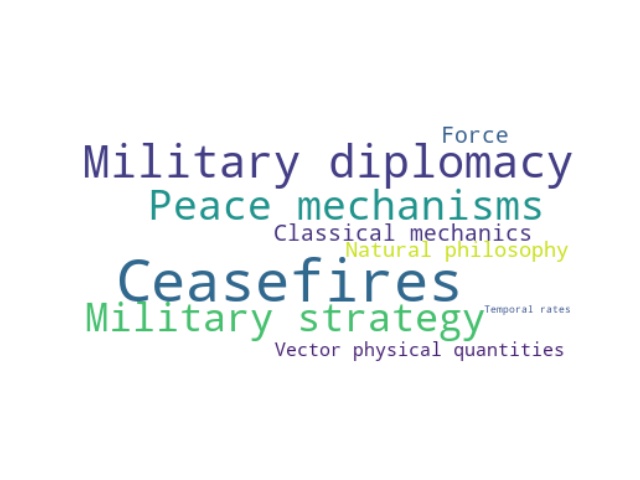 Force
Military diplomacy
Peace mechanisms
Classical mechanics
Natural philosophy
Ceasefires
Military strategy
Temporal rates
Vector physical quantities